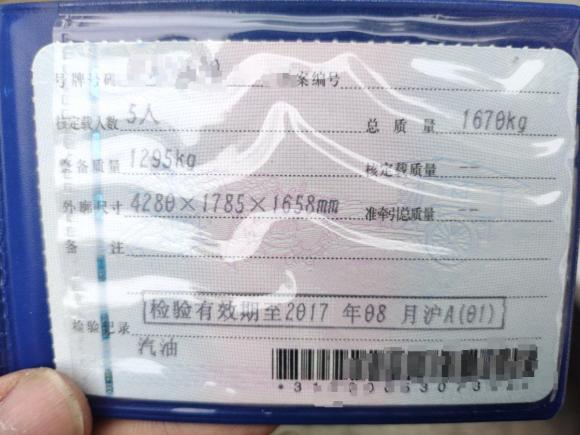 号牌号码 案编号
核定载人数 5人 总质量 1670kg
整备质量 1295kg 核定载质量 --
外廓尺寸 4280×1785×1658mm 准牵引总质量 --
备注
检验有效期至2017年08月沪A(01)
检验记录
汽油